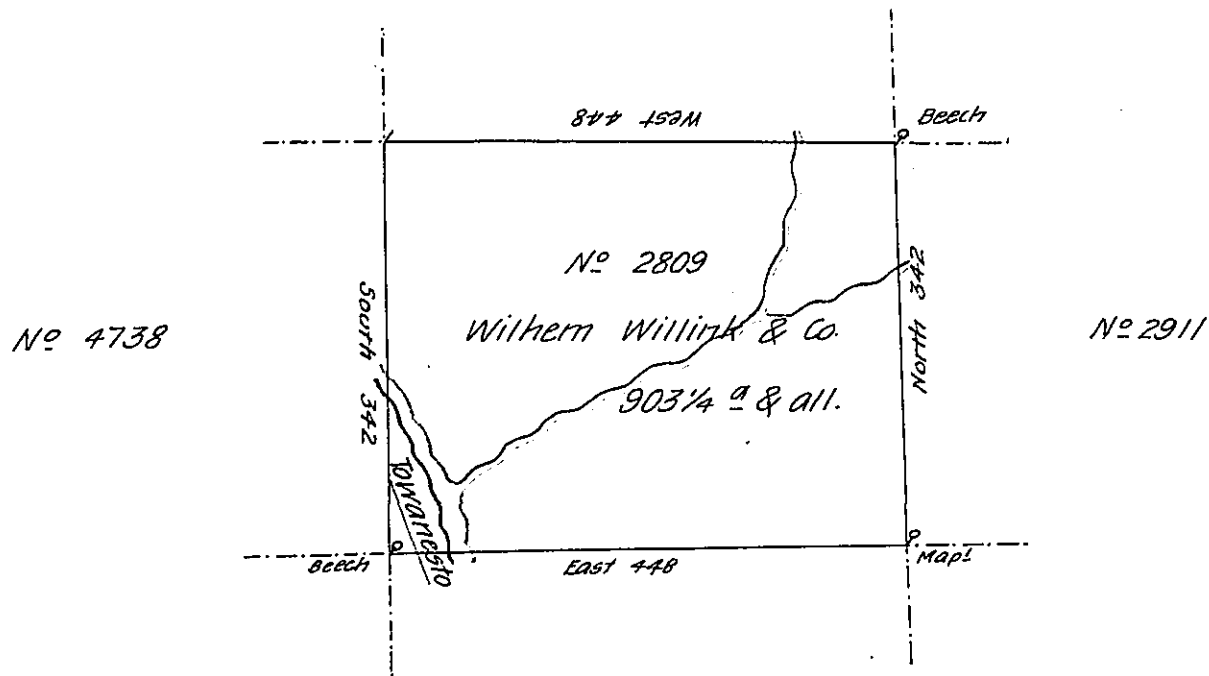 West 448
Beech
Nº 2809
South 342
North 342
Nº 4738
Wilhem Willink & Co.
Nº 2911
903¼ a & all.
Towanesto
Beech
East 448
Mapl